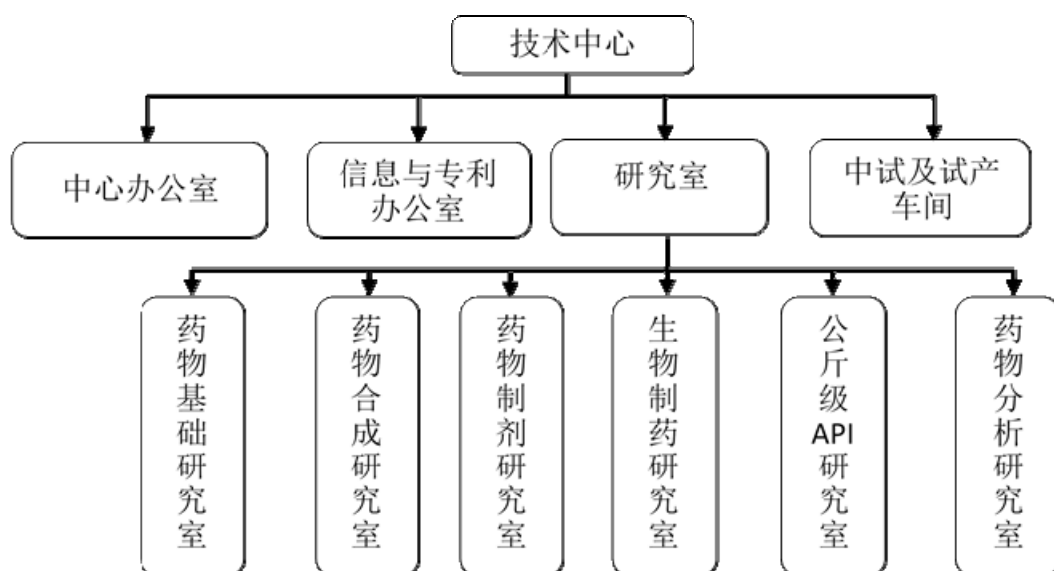 技术中心
中心办公室
信息与专利
办公室
研究室
中试及试产
车间
药物基础研究室
药物合成研究室
药物制剂研究室
生物制药研究室
公斤级API研究室
药物分析研究室